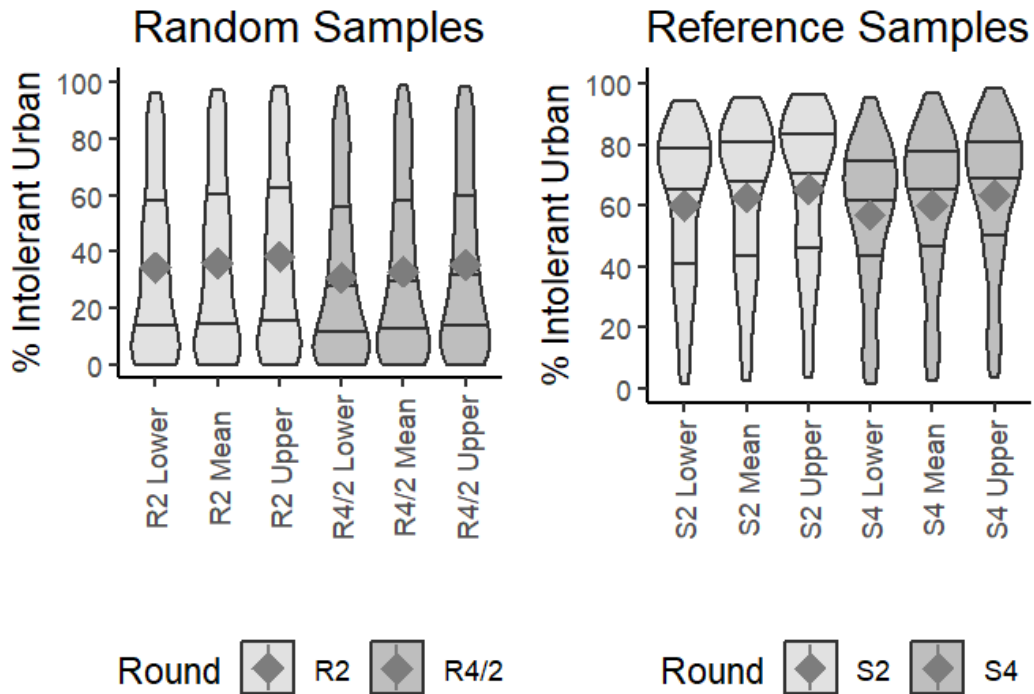 Random Samples
% Intolerant Urban
100
80
60
40
20
0
R2 Lower
R2 Mean
R2 Upper
R4/2 Lower
R4/2 Mean
R4/2 Upper
Round R2 R4/2
Reference Samples
% Intolerant Urban
100
80
60
40
20
0
S2 Lower
S2 Mean
S2 Upper
S4 Lower
S4 Mean
S4 Upper
Round S2 S4